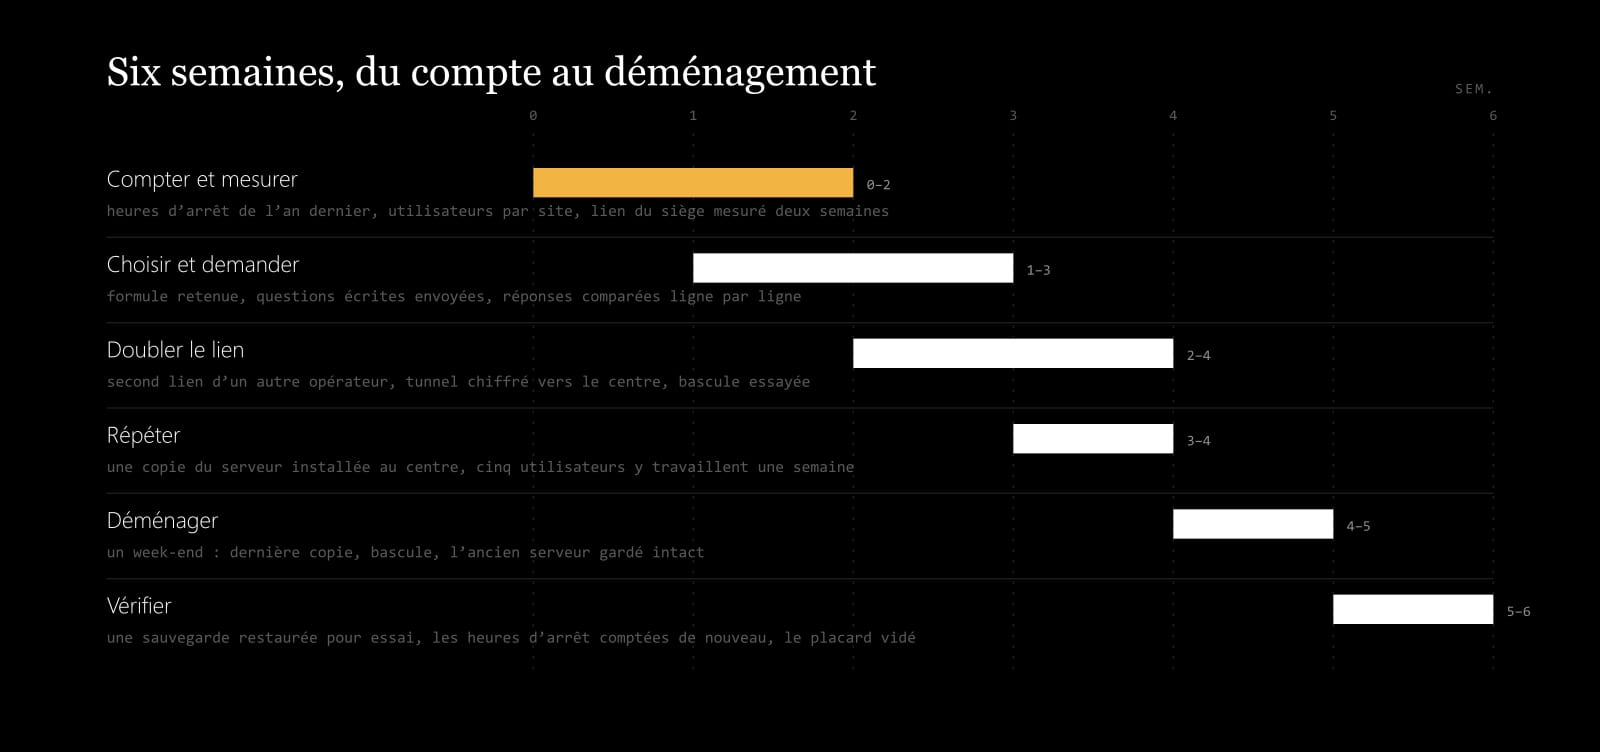 Six semaines, du compte au déménagement
SEM.
0 1 2 3 4 5 6
Compter et mesurer
0–2
heures d’arrêt de l’an dernier, utilisateurs par site, lien du siège mesuré deux semaines
Choisir et demander
1–3
formule retenue, questions écrites envoyées, réponses comparées ligne par ligne
Doubler le lien
2–4
second lien d’un autre opérateur, tunnel chiffré vers le centre, bascule essayée
Répéter
3–4
une copie du serveur installée au centre, cinq utilisateurs y travaillent une semaine
Déménager
4–5
un week-end : dernière copie, bascule, l’ancien serveur gardé intact
Vérifier
5–6
une sauvegarde restaurée pour essai, les heures d’arrêt comptées de nouveau, le placard vidé